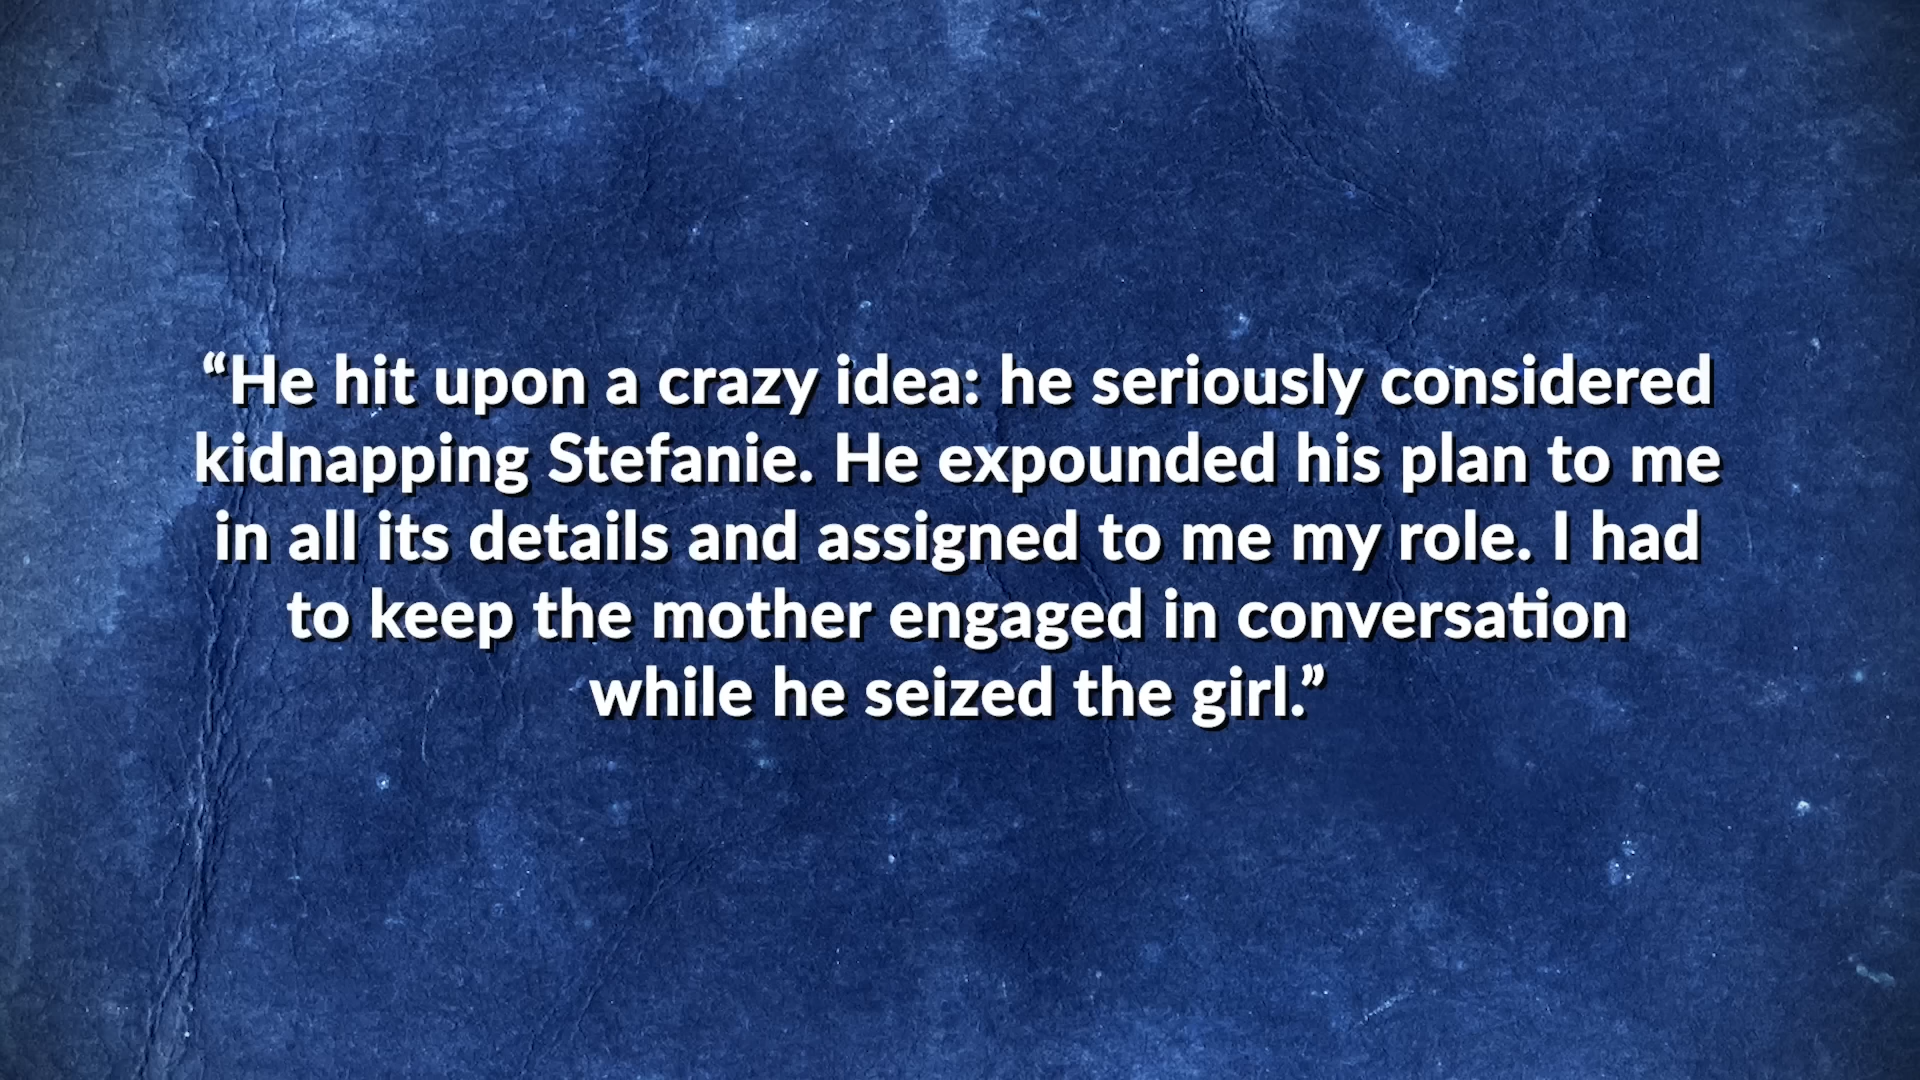 “He hit upon a crazy idea: he seriously considered
kidnapping Stefanie. He expounded his plan to me
in all its details and assigned to me my role. I had
to keep the mother engaged in conversation
while he seized the girl.”